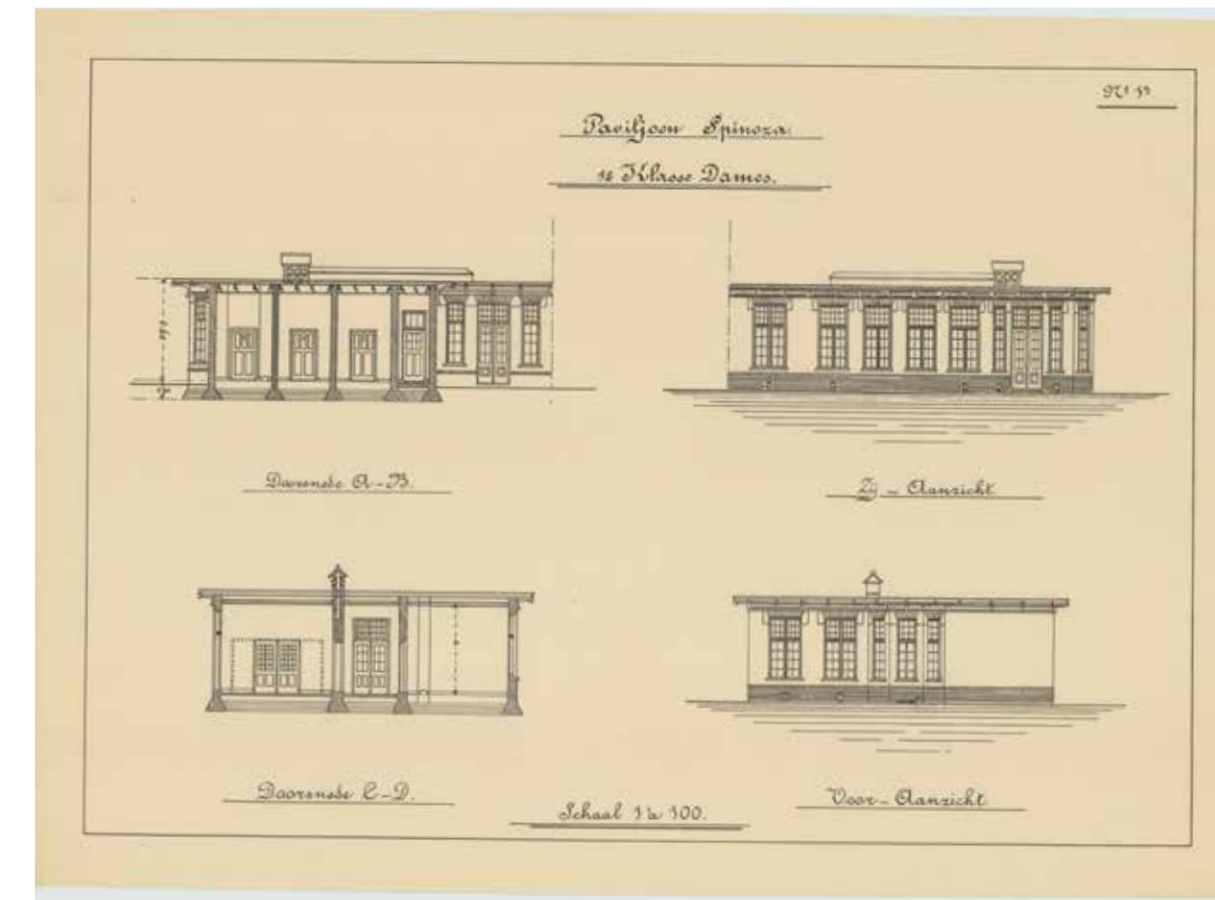 Paviljoen Spinoza.
1e Klasse Dames.
Doorsnede A-B.
Zij-Aanzicht.
Doorsnede C-D.
Voor-Aanzicht
Schaal 1 à 100.